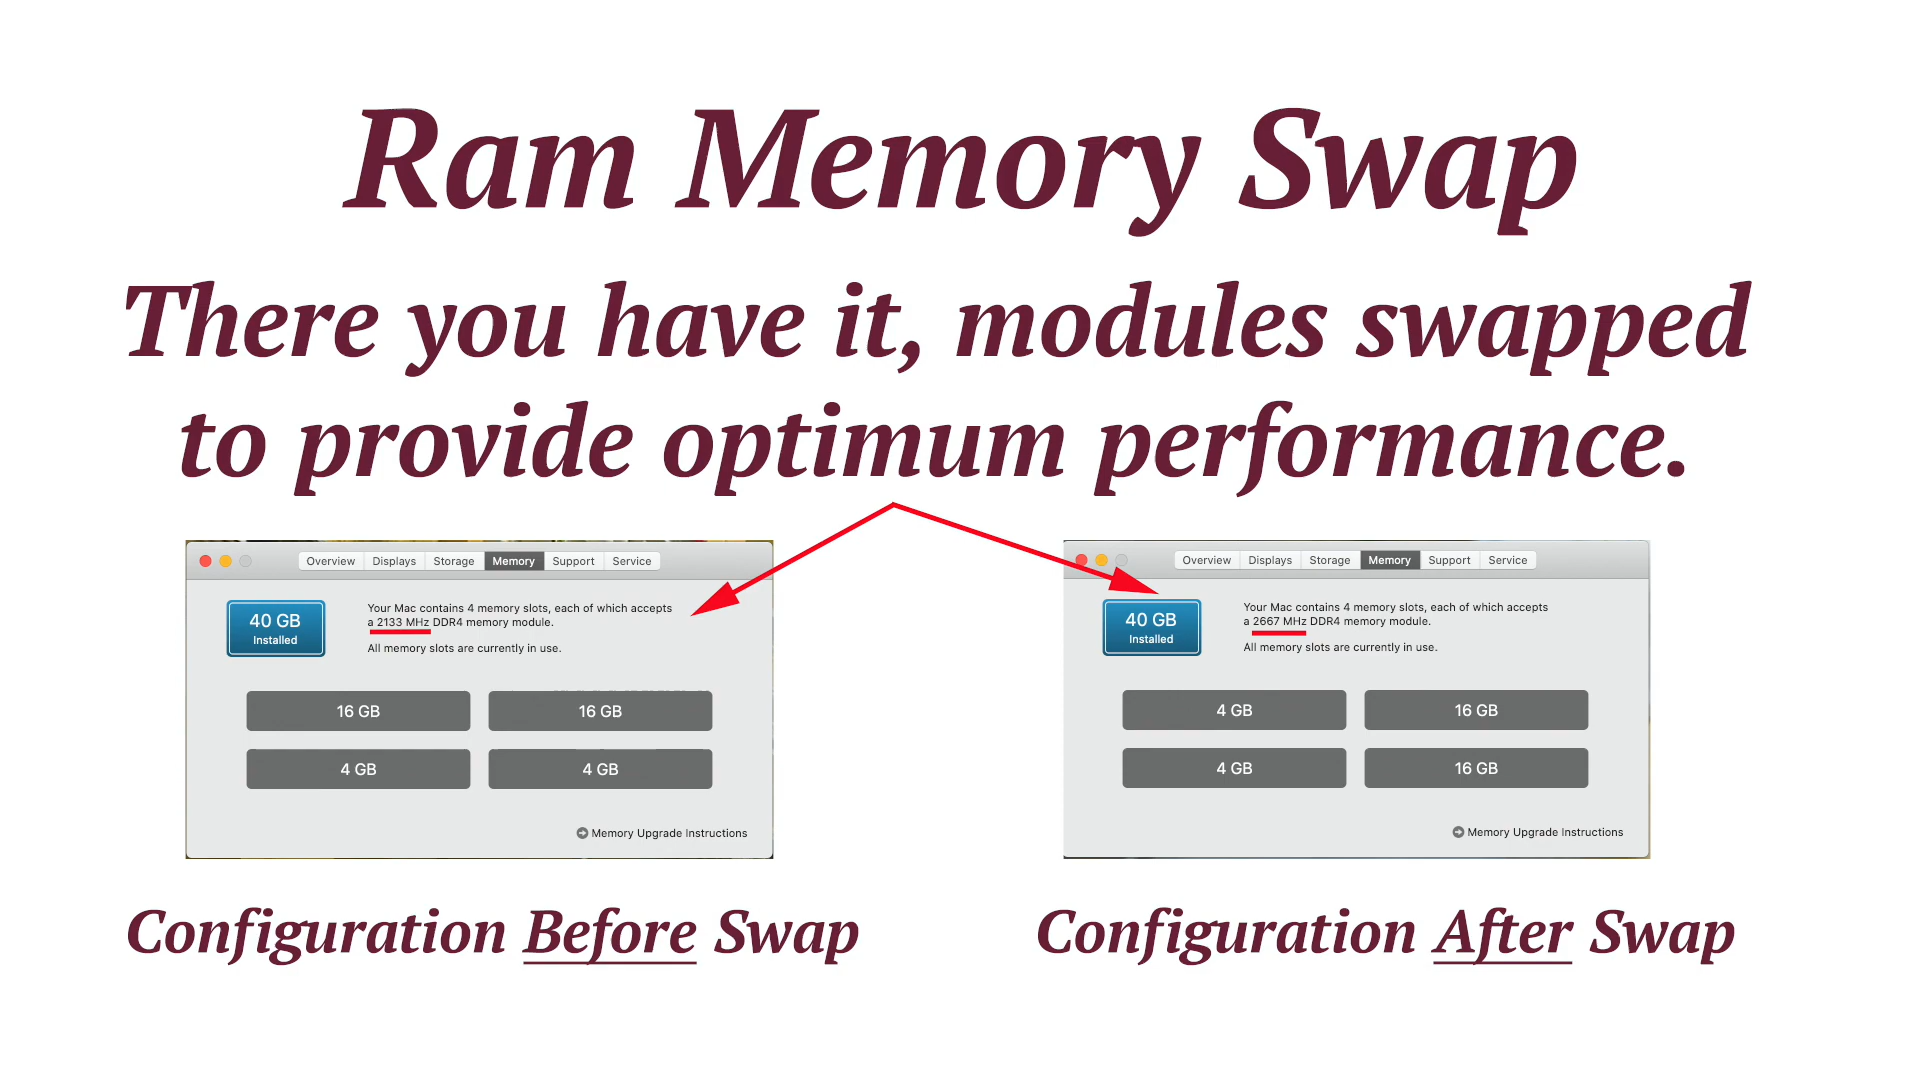 Ram Memory Swap
There you have it, modules swapped
to provide optimum performance.
Overview Displays Storage Memory Support Service
40 GB
Installed
Your Mac contains 4 memory slots, each of which accepts
a 2133 MHz DDR4 memory module.
All memory slots are currently in use.
16 GB 16 GB
4 GB 4 GB
Memory Upgrade Instructions
Configuration Before Swap
Overview Displays Storage Memory Support Service
40 GB
Installed
Your Mac contains 4 memory slots, each of which accepts
a 2667 MHz DDR4 memory module.
All memory slots are currently in use.
4 GB 16 GB
4 GB 16 GB
Memory Upgrade Instructions
Configuration After Swap